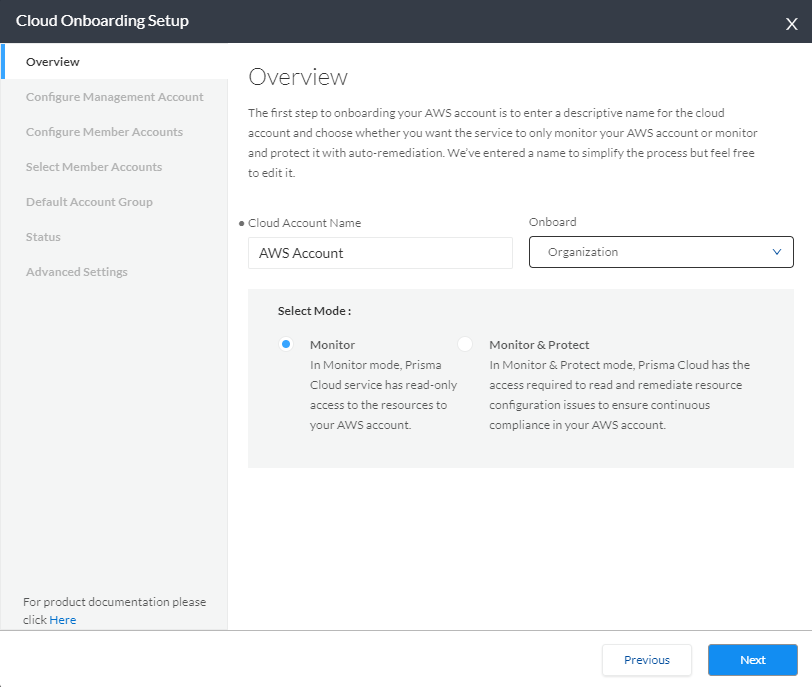 Cloud Onboarding Setup
X
Overview
Configure Management Account
Configure Member Accounts
Select Member Accounts
Default Account Group
Status
Advanced Settings
For product documentation please
click Here
Overview
The first step to onboarding your AWS account is to enter a descriptive name for the cloud
account and choose whether you want the service to only monitor your AWS account or monitor
and protect it with auto-remediation. We've entered a name to simplify the process but feel free
to edit it.
Cloud Account Name
AWS Account
Onboard
Organization
Select Mode :
Monitor
In Monitor mode, Prisma
Cloud service has read-only
access to the resources to
your AWS account.
Monitor & Protect
In Monitor & Protect mode, Prisma Cloud has the
access required to read and remediate resource
configuration issues to ensure continuous
compliance in your AWS account.
Previous
Next